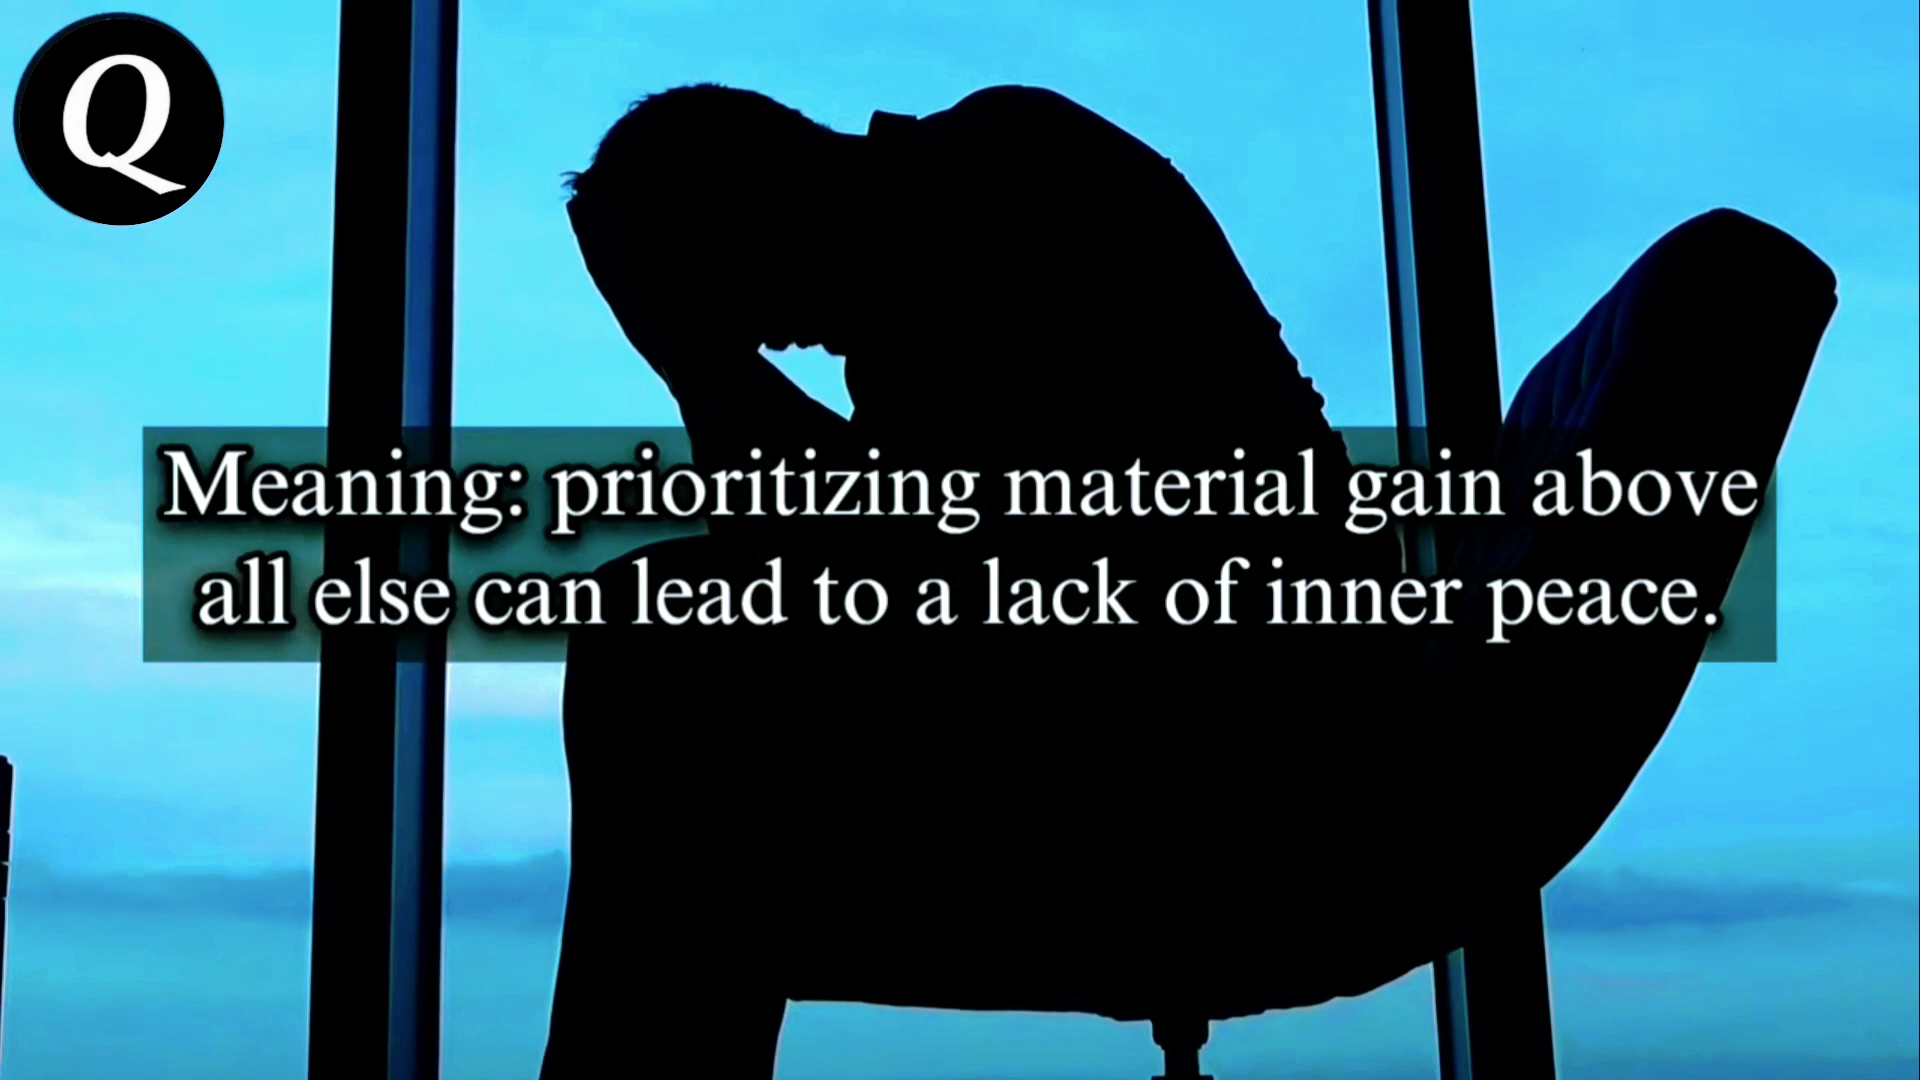 Q
Meaning: prioritizing material gain above
all else can lead to a lack of inner peace.